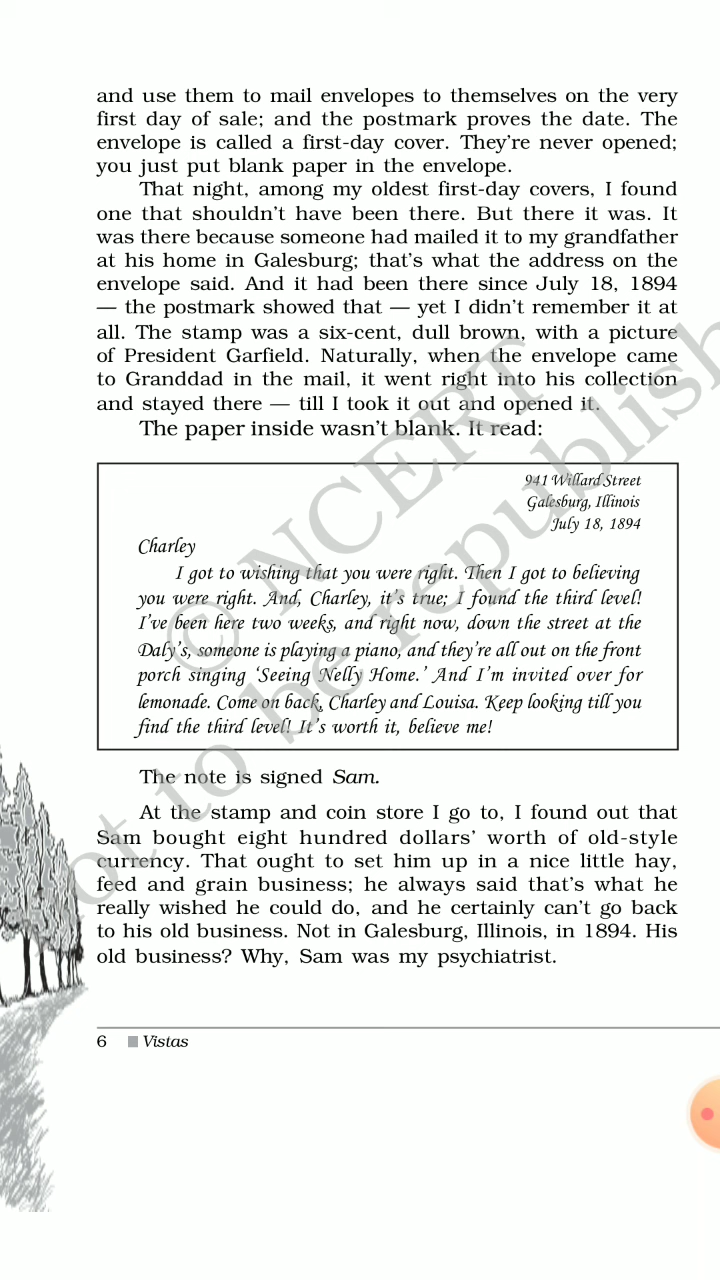 and use them to mail envelopes to themselves on the very
first day of sale; and the postmark proves the date. The
envelope is called a first-day cover. They're never opened;
you just put blank paper in the envelope.
That night, among my oldest first-day covers, I found
one that shouldn't have been there. But there it was. It
was there because someone had mailed it to my grandfather
at his home in Galesburg; that's what the address on the
envelope said. And it had been there since July 18, 1894
— the postmark showed that — yet I didn't remember it at
all. The stamp was a six-cent, dull brown, with a picture
of President Garfield. Naturally, when the envelope came
to Granddad in the mail, it went right into his collection
and stayed there — till I took it out and opened it.
The paper inside wasn't blank. It read:
941 Willard Street
Galesburg, Illinois
July 18, 1894
Charley
I got to wishing that you were right. Then I got to believing
you were right. And, Charley, it's true; I found the third level!
I've been here two weeks, and right now, down the street at the
Daly's, someone is playing a piano, and they're all out on the front
porch singing ‘Seeing Nelly Home.’ And I'm invited over for
lemonade. Come on back, Charley and Louisa. Keep looking till you
find the third level! It's worth it, believe me!
The note is signed Sam.
At the stamp and coin store I go to, I found out that
Sam bought eight hundred dollars' worth of old-style
currency. That ought to set him up in a nice little hay,
feed and grain business; he always said that's what he
really wished he could do, and he certainly can't go back
to his old business. Not in Galesburg, Illinois, in 1894. His
old business? Why, Sam was my psychiatrist.
6 Vistas
© NCERT
not to be republish